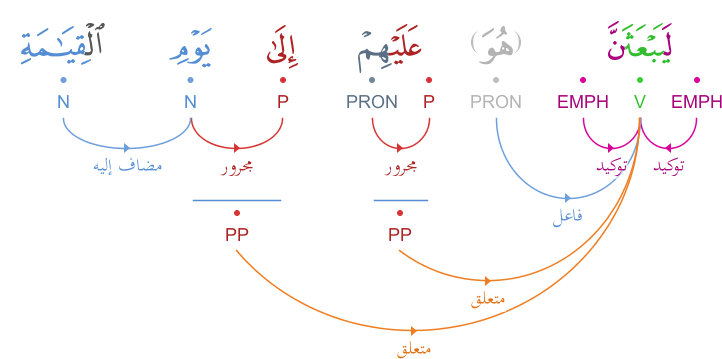 لَيَبْعَثَنَّ (هُوَ) عَلَيْهِمْ إِلَىٰ يَوْمِ ٱلْقِيَـٰمَةِ
EMPH V EMPH PRON P PRON P N N
توكيد توكيد فاعل مجرور مجرور مضاف إليه
PP PP
متعلق
متعلق